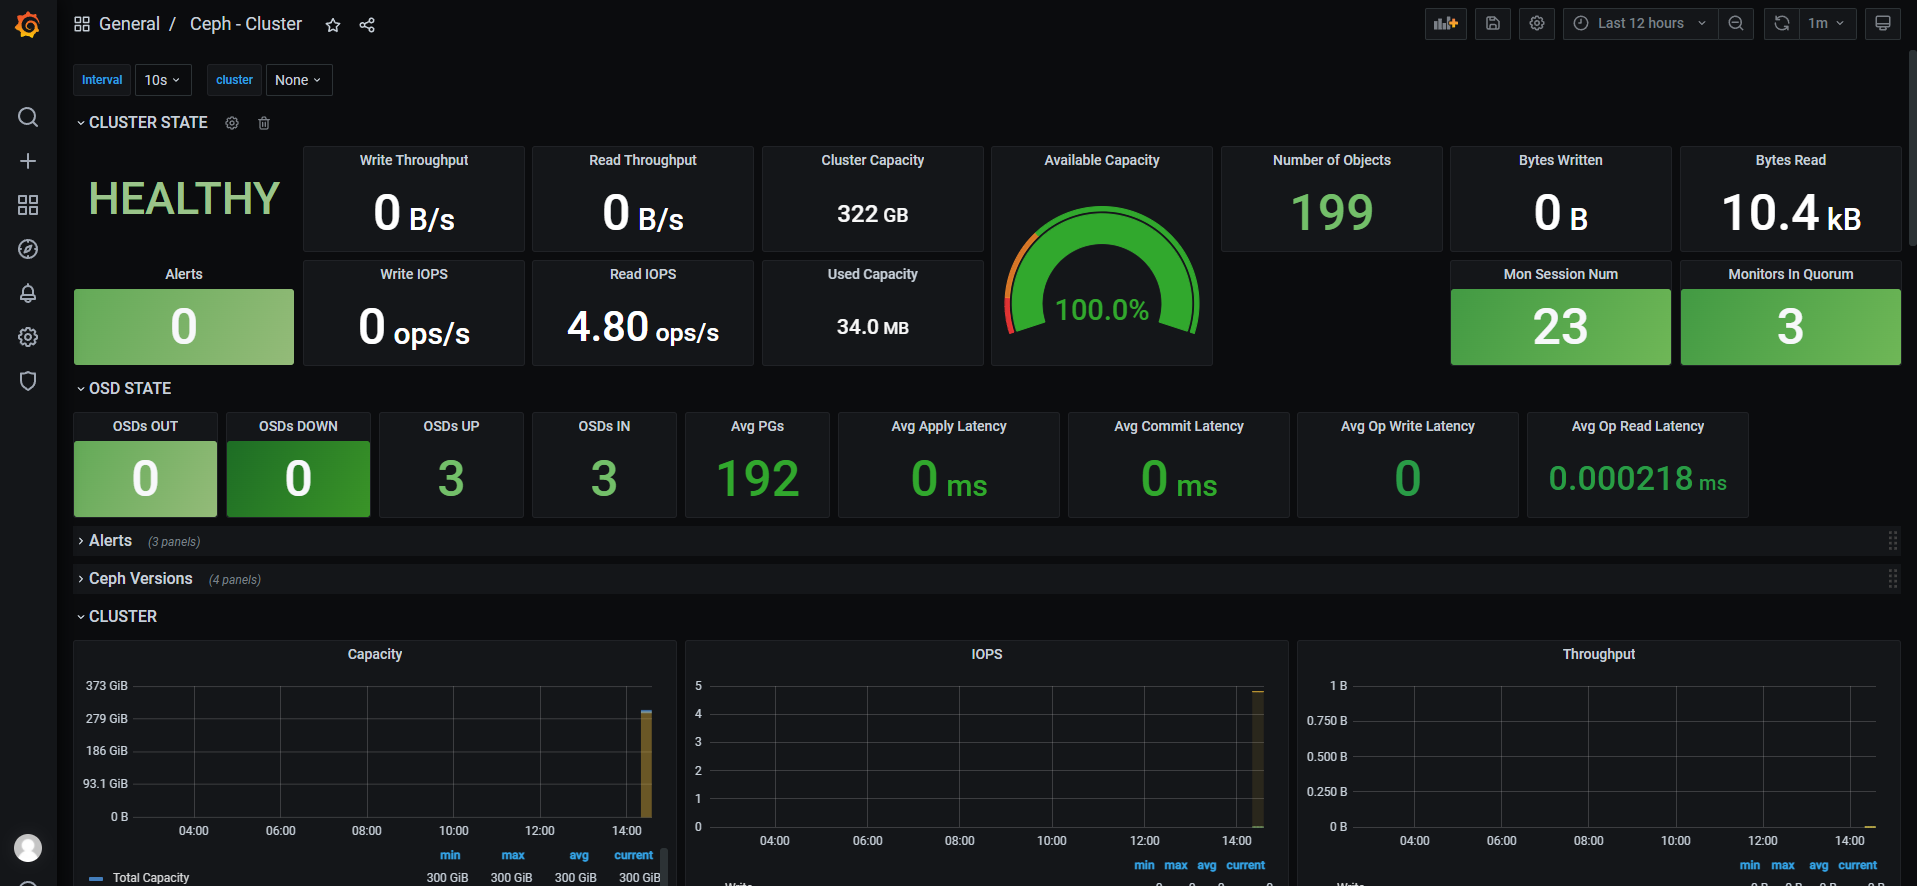 General / Ceph - Cluster
Last 12 hours
1m
Interval 10s cluster None
CLUSTER STATE
HEALTHY
Write Throughput
0 B/s
Read Throughput
0 B/s
Cluster Capacity
322 GB
Available Capacity
100.0%
Number of Objects
199
Bytes Written
0 B
Bytes Read
10.4 kB
Alerts
0
Write IOPS
0 ops/s
Read IOPS
4.80 ops/s
Used Capacity
34.0 MB
Mon Session Num
23
Monitors In Quorum
3
OSD STATE
OSDs OUT
0
OSDs DOWN
0
OSDs UP
3
OSDs IN
3
Avg PGs
192
Avg Apply Latency
0 ms
Avg Commit Latency
0 ms
Avg Op Write Latency
0
Avg Op Read Latency
0.000218 ms
Alerts (3 panels)
Ceph Versions (4 panels)
CLUSTER
Capacity
373 GiB
279 GiB
186 GiB
93.1 GiB
0 B
04:00 06:00 08:00 10:00 12:00 14:00
min max avg current
Total Capacity 300 GiB 300 GiB 300 GiB 300 GiB
IOPS
5
4
3
2
1
0
04:00 06:00 08:00 10:00 12:00 14:00
min max avg current
Write 0 0 0 0
Throughput
1 B
0.750 B
0.500 B
0.250 B
0 B
04:00 06:00 08:00 10:00 12:00 14:00
min max avg current
Write 0 B 0 B 0 B 0 B